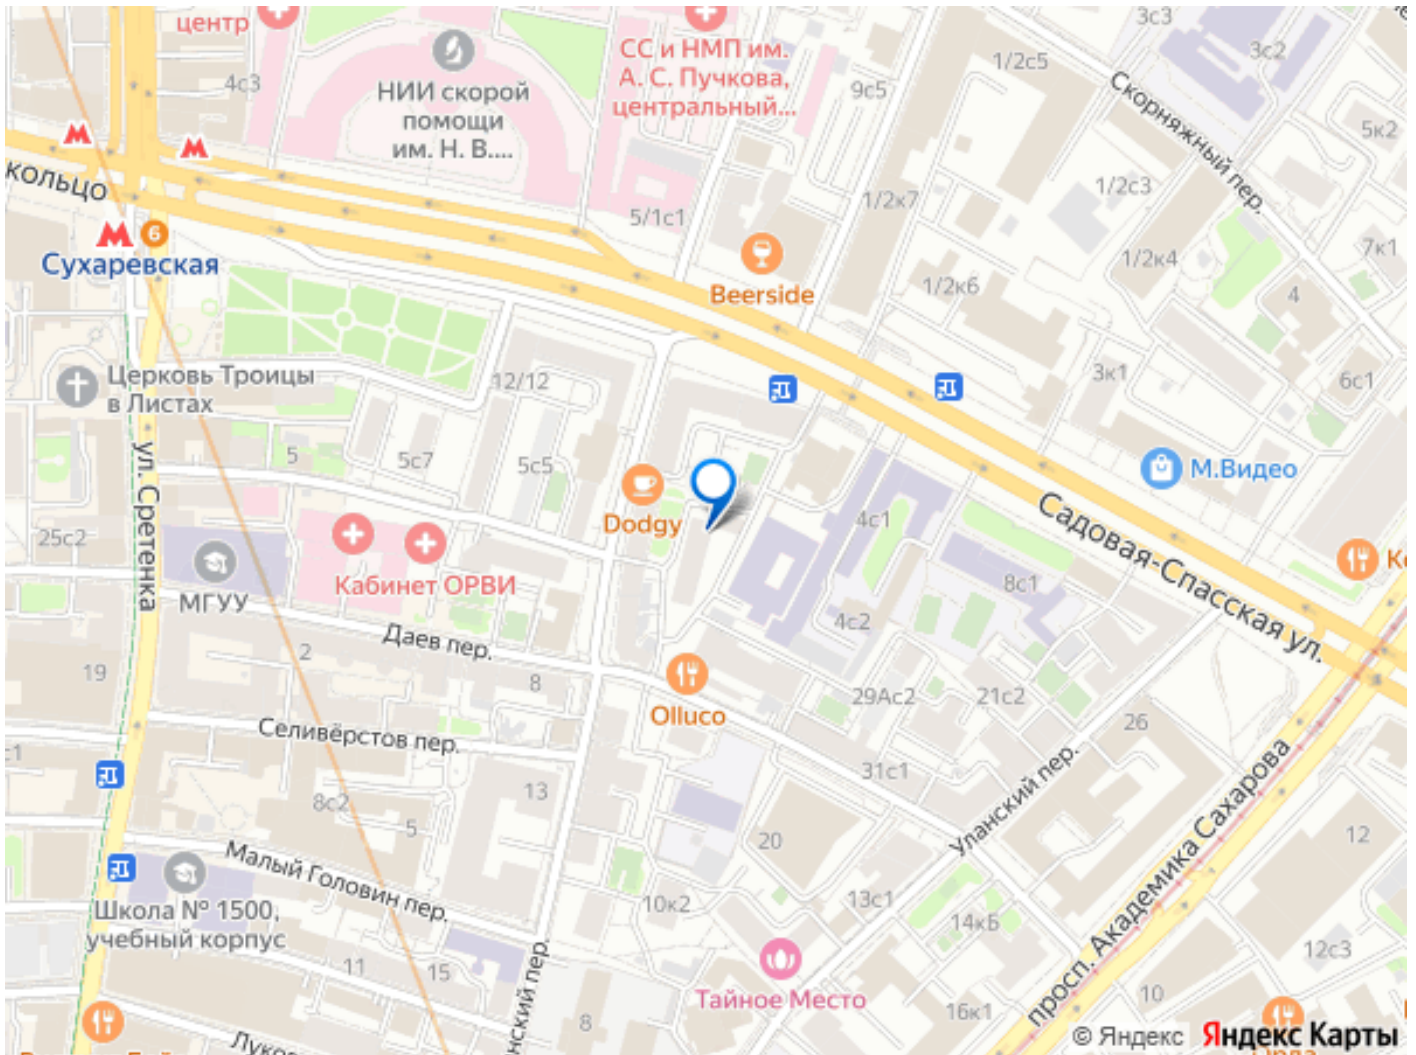 центр
4с3
НИИ скорой
помощи
им. Н. В....
СС и НМП им.
А. С. Пучкова,
центральный...
9с5
3с3
1/2с5
3с2
Скорняжный пер.
5к2
кольцо
6
Сухаревская
5/1с1
1/2к7
1/2с3
1/2к4
7к1
Beerside
1/2к6
4
Церковь Троицы
в Листах
12/12
3к1
6с1
ул. Сретенка
5
5с7
5с5
М.Видео
Dodgy
25с2
МГУУ
Кабинет ОРВИ
4с1
Садовая-Спасская ул.
8с1
4с2
Даев пер.
2
19
8
Olluco
29Ас2
21с2
26
Селивёрстов пер.
31с1
Уланский пер.
просп. Академика Сахарова
8с2
5
13
20
12
Малый Головин пер.
Школа № 1500,
учебный корпус
10к2
13с1
14кБ
12с3
11
15
Тайное Место
16к1
10
8
© Яндекс Яндекс Карты